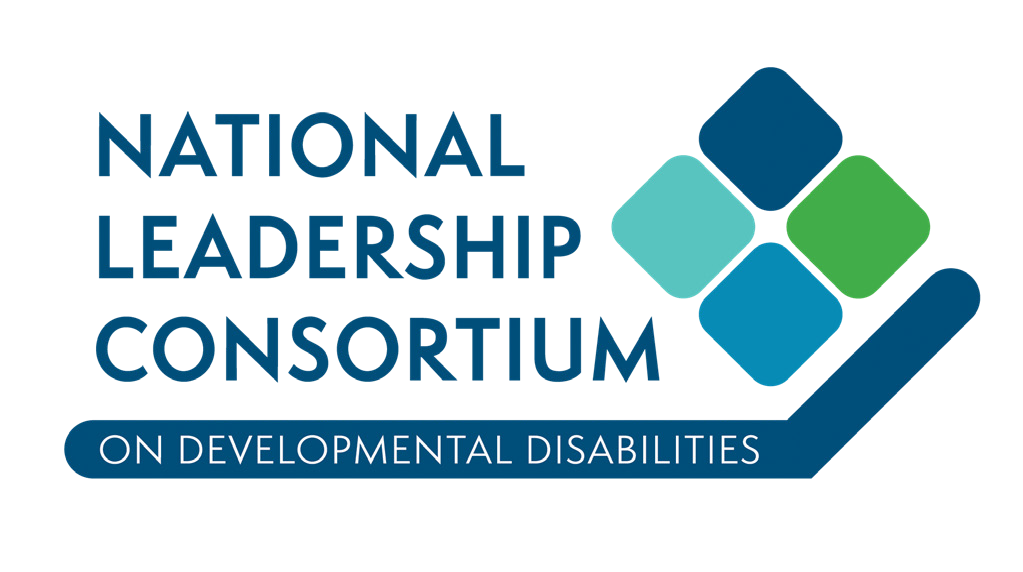 NATIONAL
LEADERSHIP
CONSORTIUM
ON DEVELOPMENTAL DISABILITIES